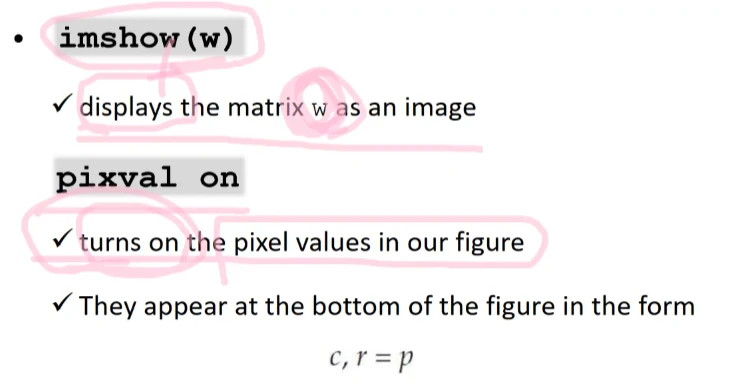 • imshow(w)
✓ displays the matrix w as an image
pixval on
✓ turns on the pixel values in our figure
✓ They appear at the bottom of the figure in the form
c, r = p